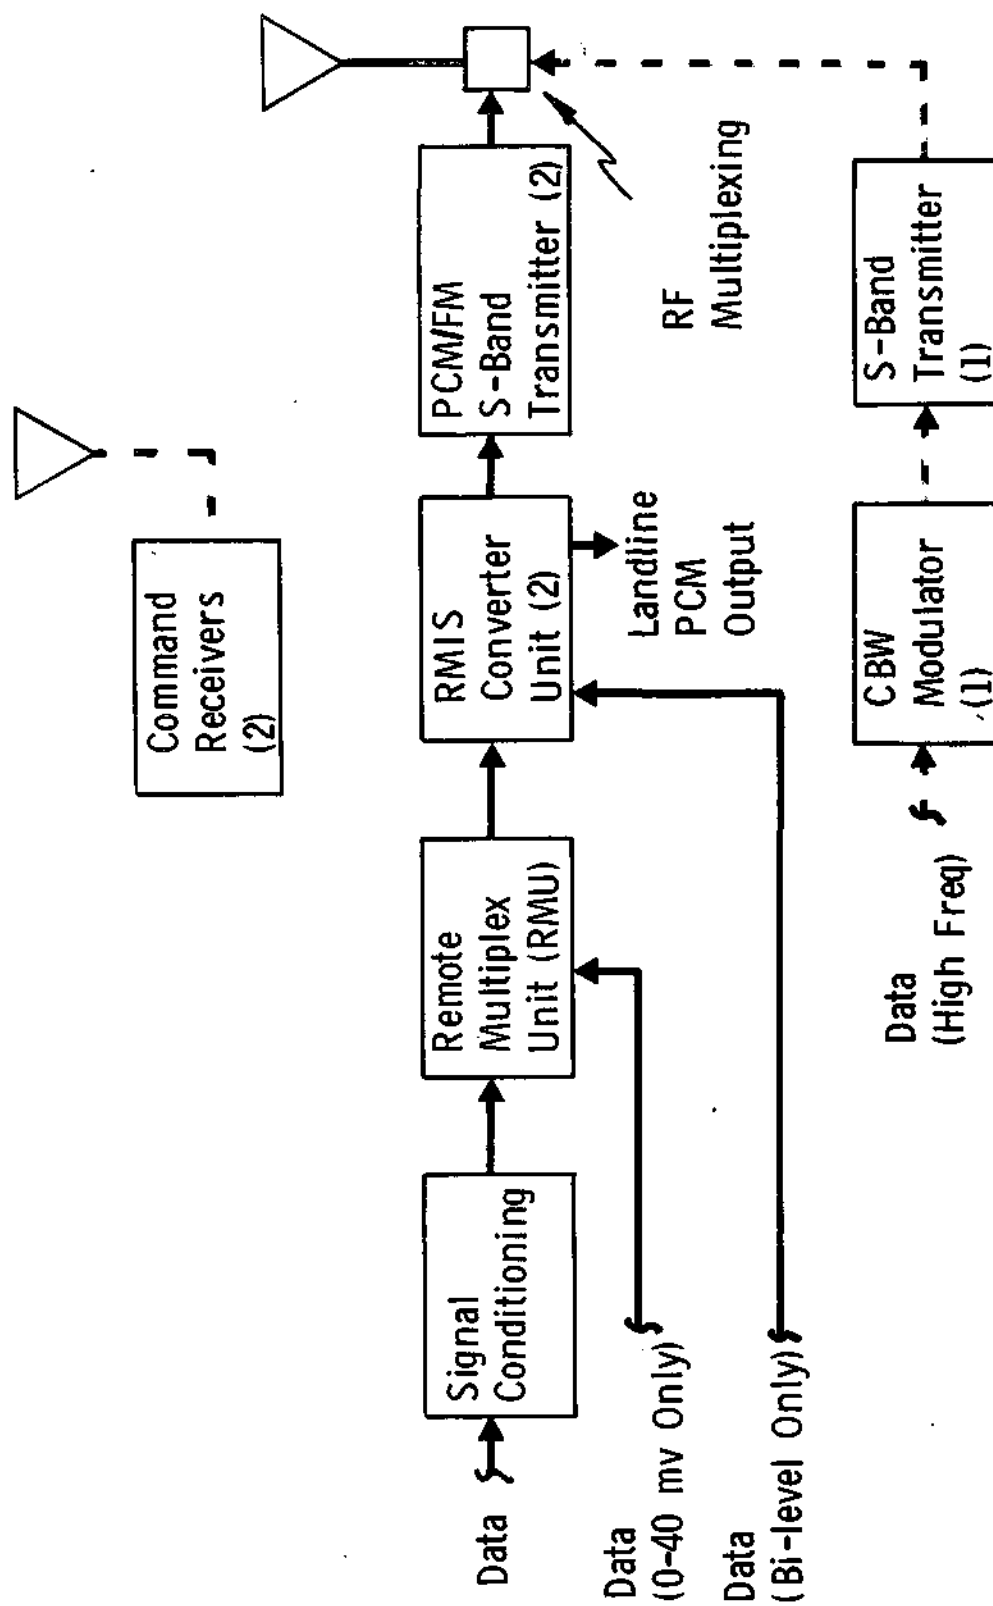 Command
Receivers
(2)
Data
Signal
Conditioning
Remote
Multiplex
Unit (RMU)
RMIS
Converter
Unit (2)
PCM/FM
S-Band
Transmitter (2)
Data
(0-40 mv Only)
Landline
PCM
Output
RF
Multiplexing
Data
(Bi-level Only)
Data
(High Freq)
CBW
Modulator
(1)
S-Band
Transmitter
(1)